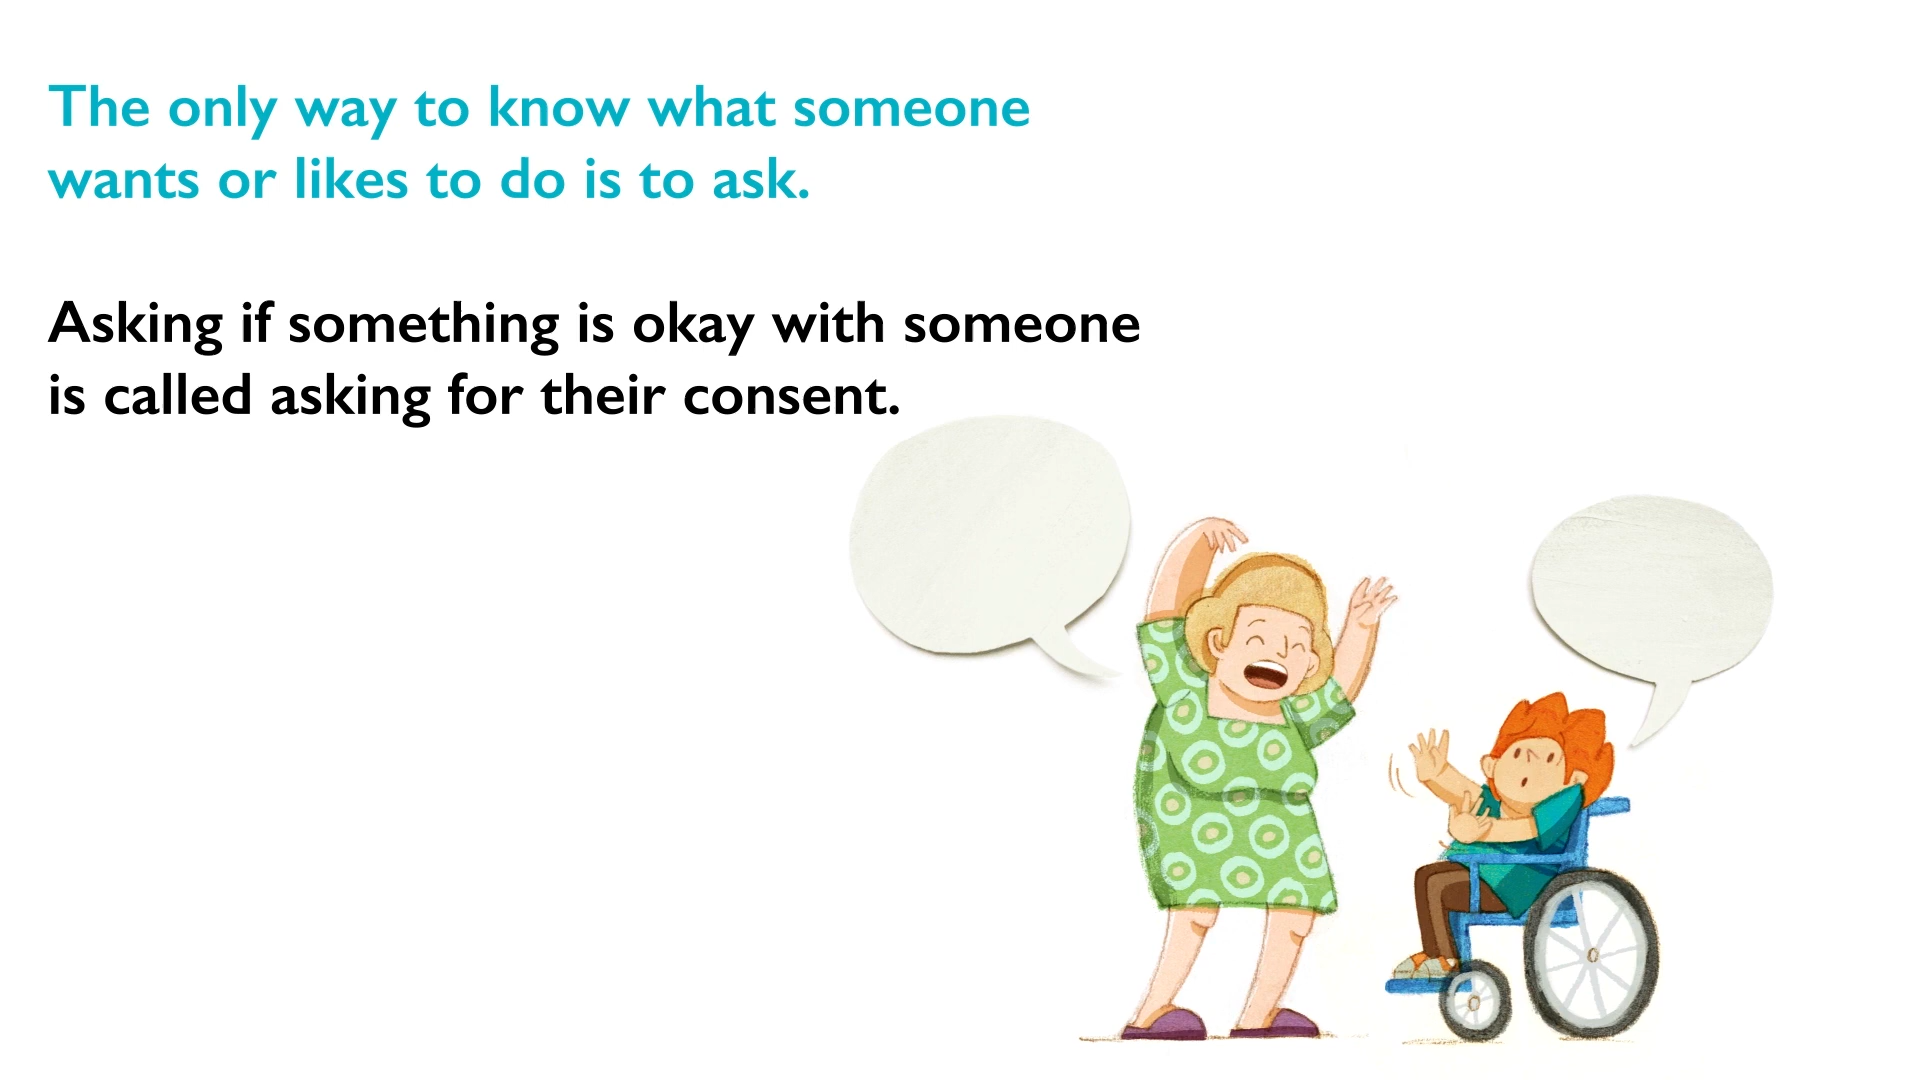 The only way to know what someone
wants or likes to do is to ask.
Asking if something is okay with someone
is called asking for their consent.